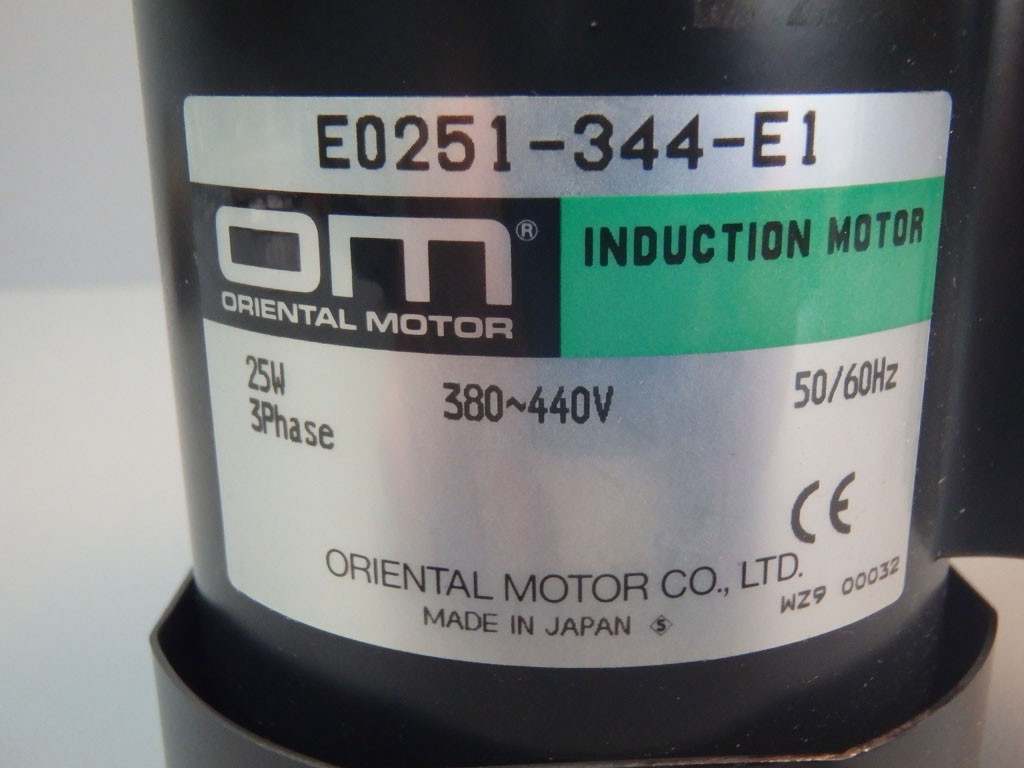 E0251-344-E1
OM®
ORIENTAL MOTOR
INDUCTION MOTOR
25W
3Phase
380~440V
50/60Hz
CE
ORIENTAL MOTOR CO., LTD.
WZ9 00032
MADE IN JAPAN S